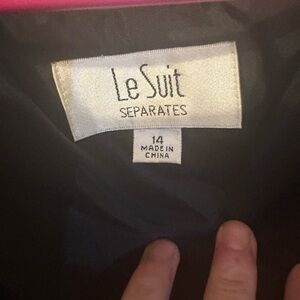 Le Suit
SEPARATES
14
MADE IN
CHINA